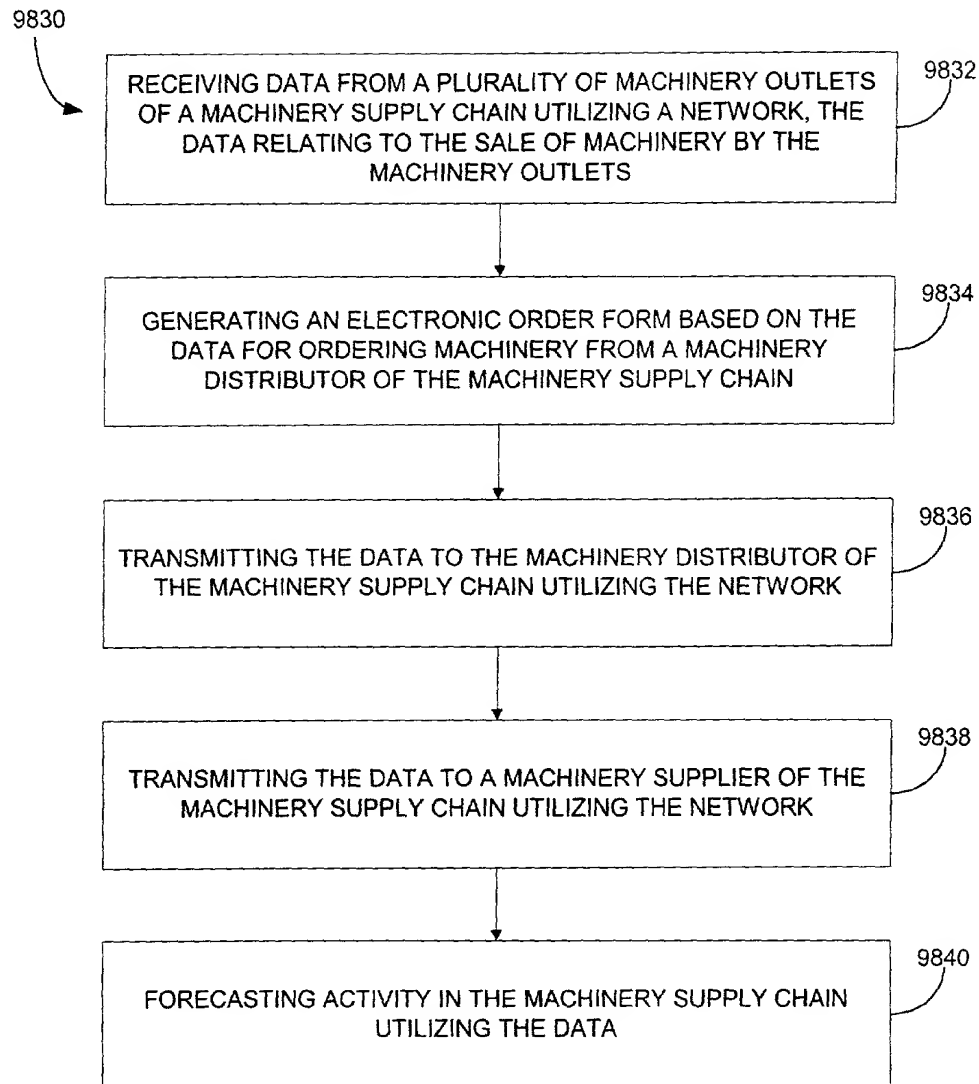 9830
RECEIVING DATA FROM A PLURALITY OF MACHINERY OUTLETS
OF A MACHINERY SUPPLY CHAIN UTILIZING A NETWORK, THE
DATA RELATING TO THE SALE OF MACHINERY BY THE
MACHINERY OUTLETS
9832
GENERATING AN ELECTRONIC ORDER FORM BASED ON THE
DATA FOR ORDERING MACHINERY FROM A MACHINERY
DISTRIBUTOR OF THE MACHINERY SUPPLY CHAIN
9834
TRANSMITTING THE DATA TO THE MACHINERY DISTRIBUTOR OF
THE MACHINERY SUPPLY CHAIN UTILIZING THE NETWORK
9836
TRANSMITTING THE DATA TO A MACHINERY SUPPLIER OF THE
MACHINERY SUPPLY CHAIN UTILIZING THE NETWORK
9838
FORECASTING ACTIVITY IN THE MACHINERY SUPPLY CHAIN
UTILIZING THE DATA
9840